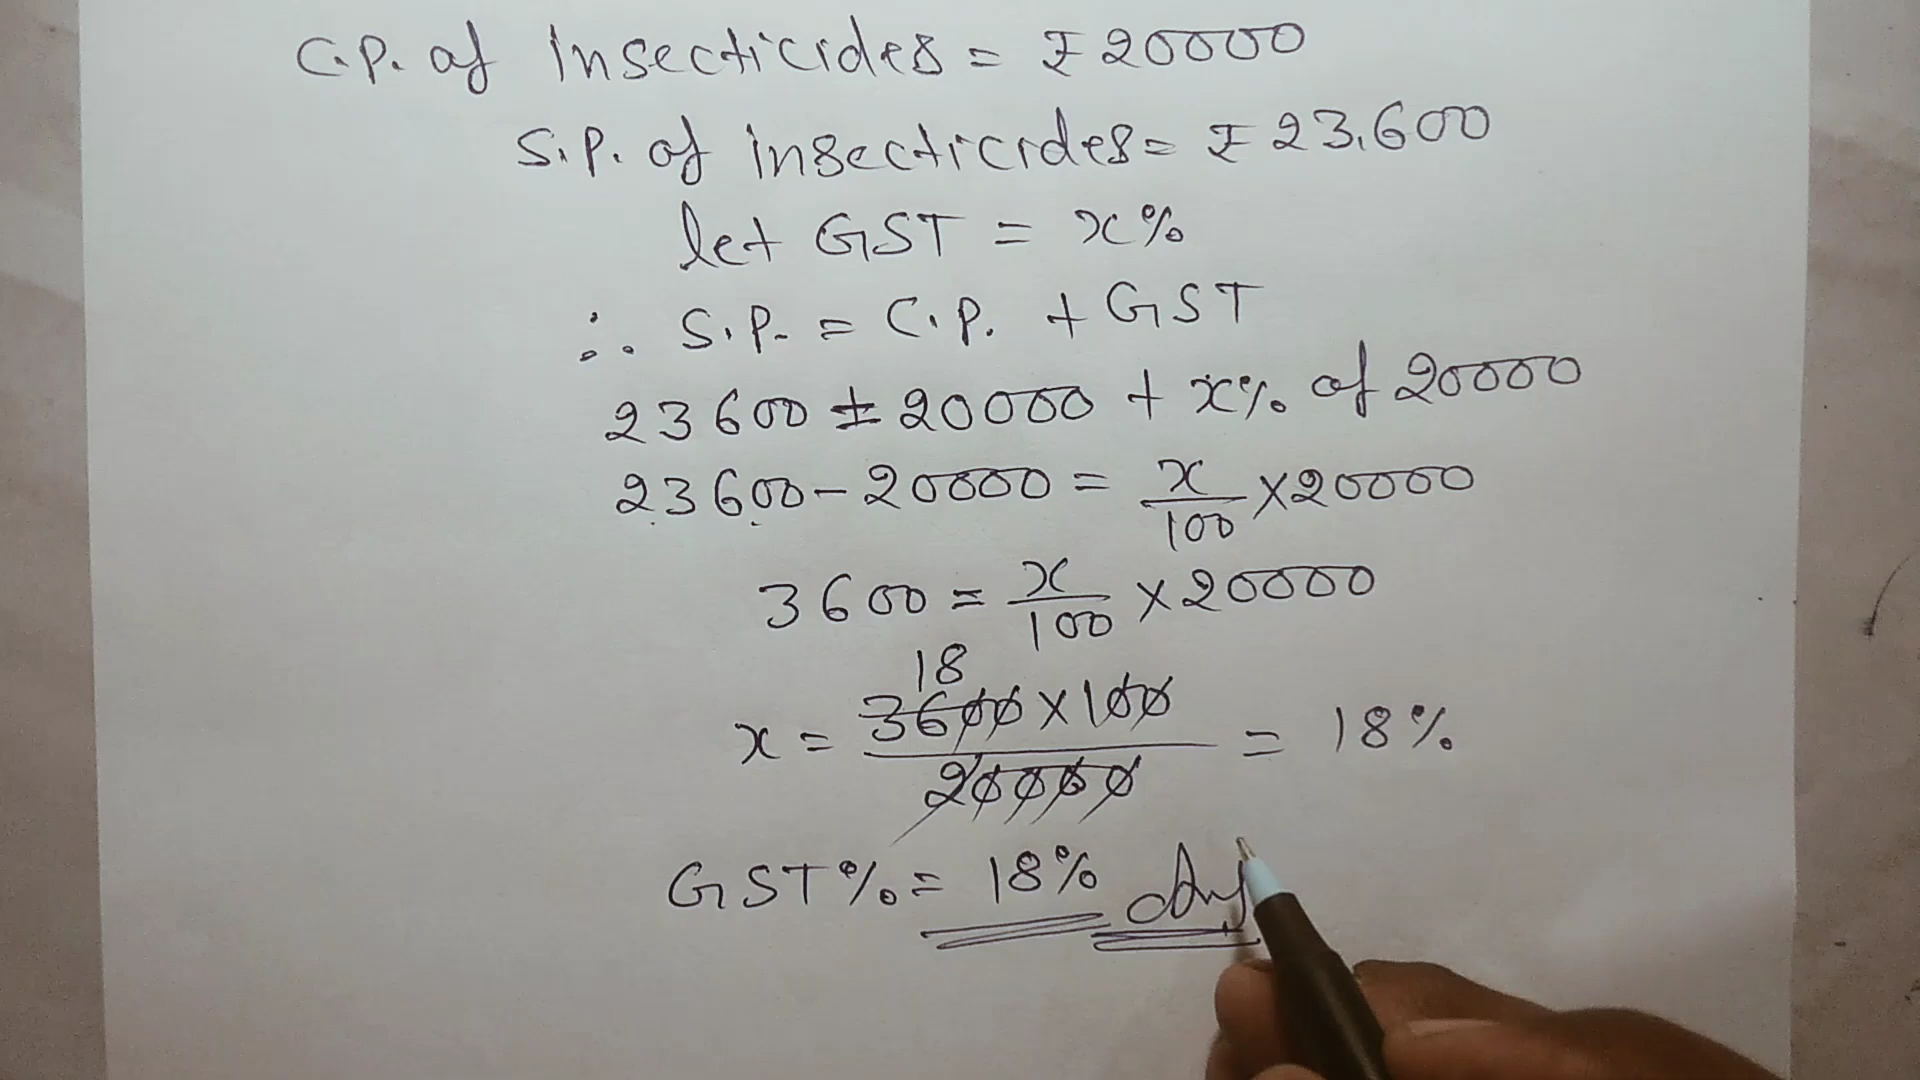 C.P. of insecticides = ₹20000
S.P. of insecticides = ₹23,600
let GST = x%
∴ S.P. = C.P. + GST
23600 = 20000 + x% of 20000
23600 - 20000 = x/100 × 20000
3600 = x/100 × 20000
18
x = 3600 × 100 / 20000 = 18%
GST% = 18% Ans